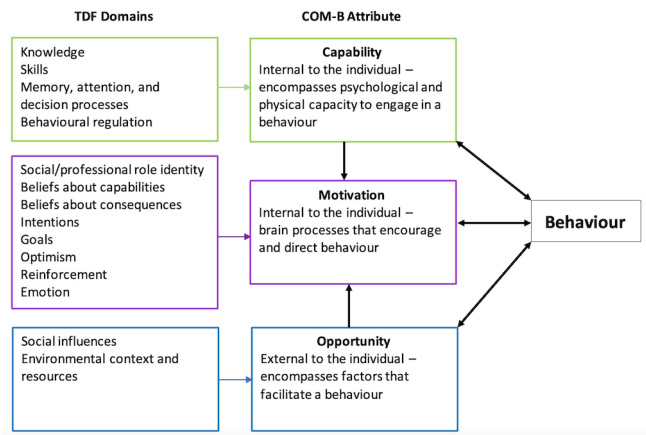 TDF Domains
COM-B Attribute
Knowledge
Skills
Memory, attention, and
decision processes
Behavioural regulation
Capability
Internal to the individual –
encompasses psychological and
physical capacity to engage in a
behaviour
Social/professional role identity
Beliefs about capabilities
Beliefs about consequences
Intentions
Goals
Optimism
Reinforcement
Emotion
Motivation
Internal to the individual –
brain processes that encourage
and direct behaviour
Behaviour
Social influences
Environmental context and
resources
Opportunity
External to the individual –
encompasses factors that
facilitate a behaviour